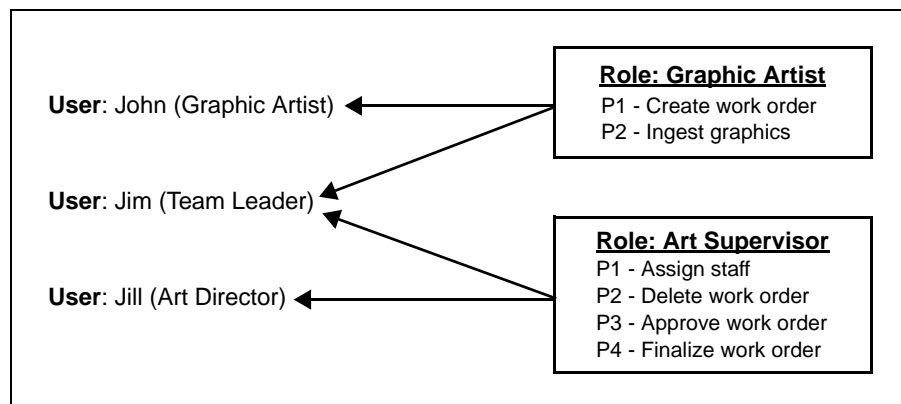 User: John (Graphic Artist)
User: Jim (Team Leader)
User: Jill (Art Director)
Role: Graphic Artist
P1 - Create work order
P2 - Ingest graphics
Role: Art Supervisor
P1 - Assign staff
P2 - Delete work order
P3 - Approve work order
P4 - Finalize work order